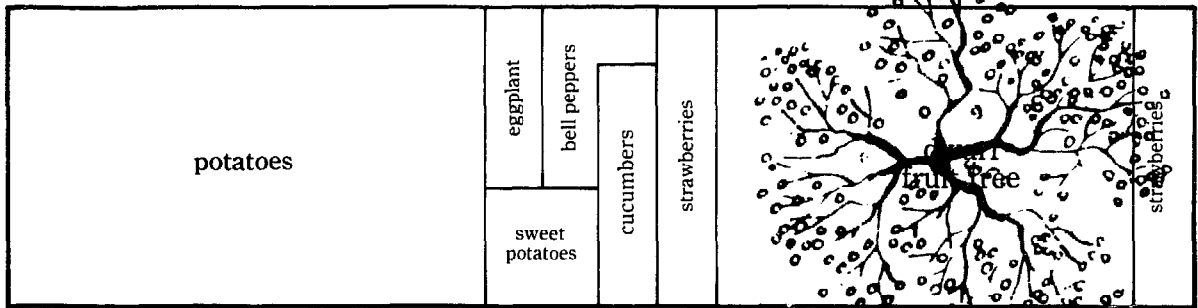 potatoes
eggplant
bell peppers
sweet
potatoes
cucumbers
strawberries
dwarf
fruit tree
strawberries